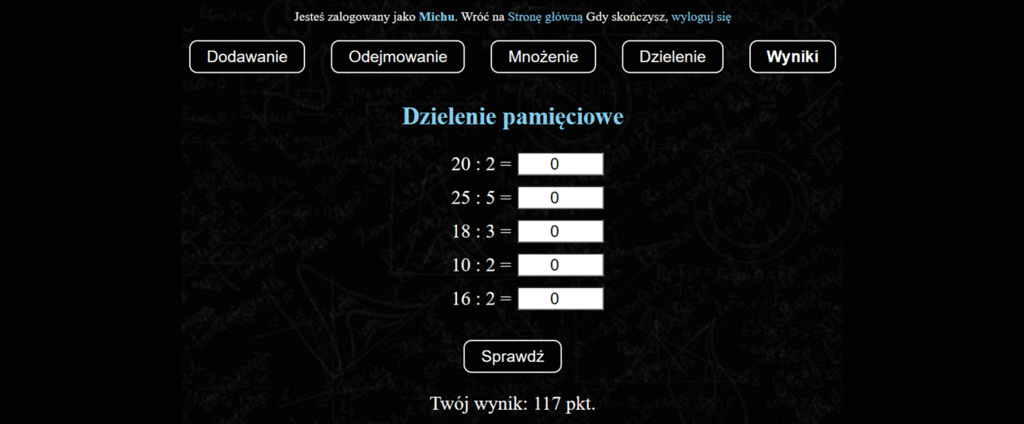 Jesteś zalogowany jako Michu. Wróć na Stronę główną Gdy skończysz, wyloguj się
Dodawanie Odejmowanie Mnożenie Dzielenie Wyniki
Dzielenie pamięciowe
20 : 2 = 0
25 : 5 = 0
18 : 3 = 0
10 : 2 = 0
16 : 2 = 0
Sprawdź
Twój wynik: 117 pkt.